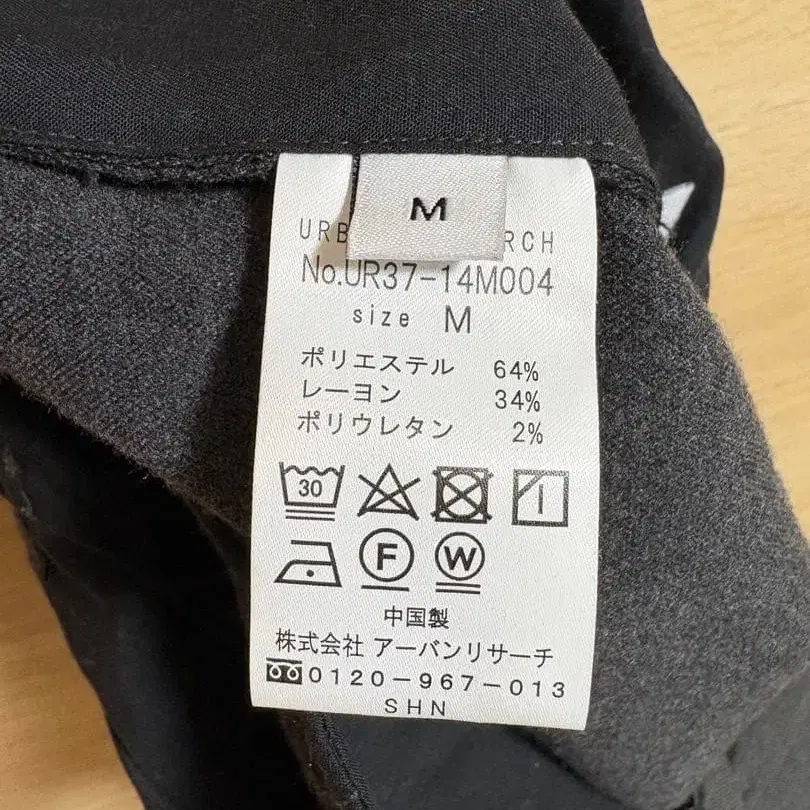 M
URB RCH
No.UR37-14M004
size M
ポリエステル 64%
レーヨン 34%
ポリウレタン 2%
30
F W
中国製
株式会社 アーバンリサーチ
0120-967-013
SHN